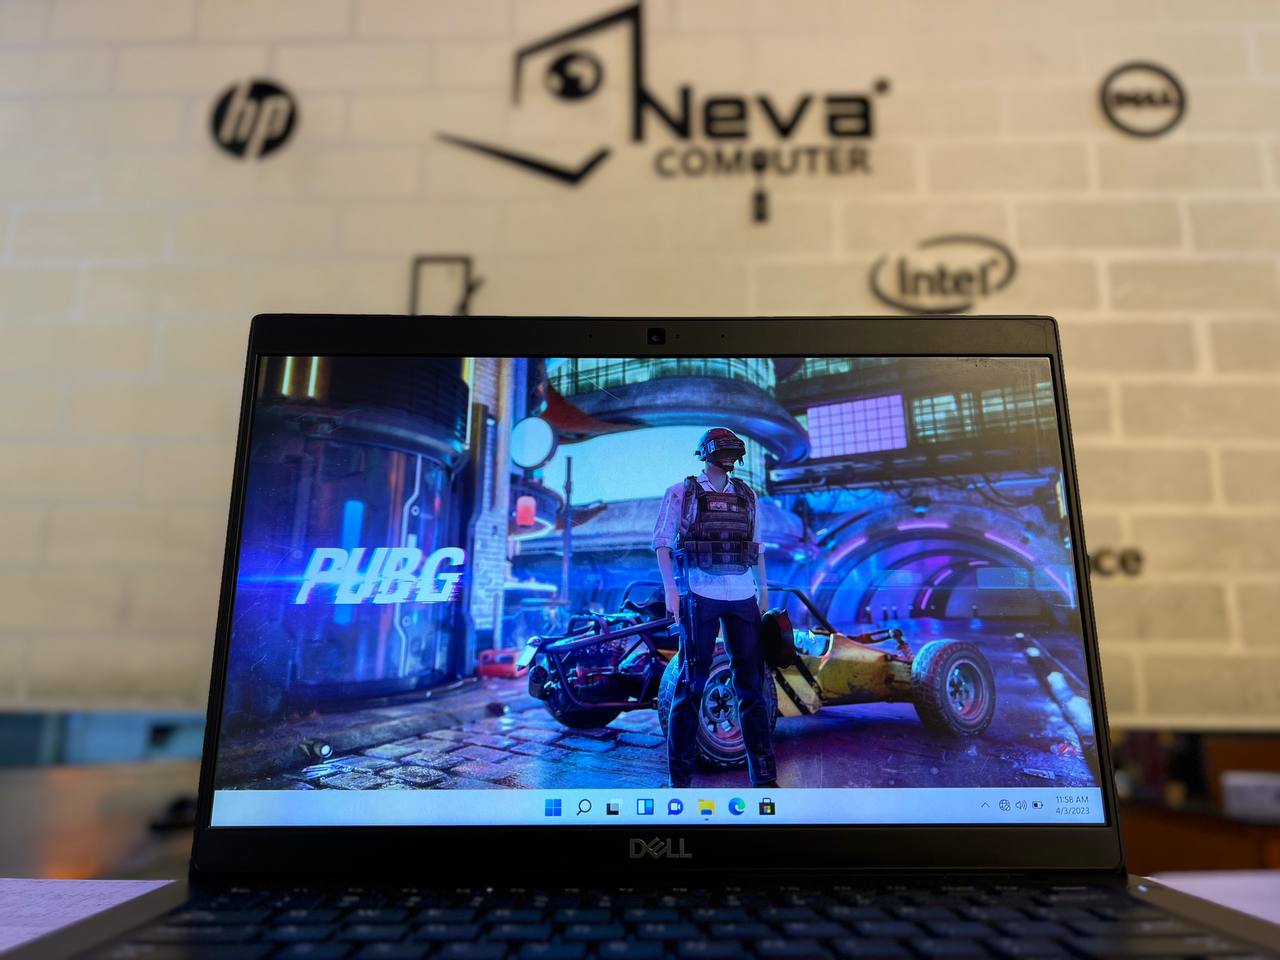 Neva
COMPUTER
hp
DELL
intel
PUBG
11:58 AM
4/3/2023
DELL